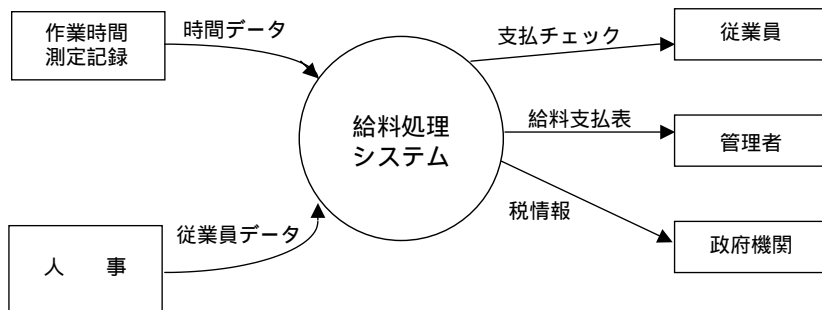 作業時間
測定記録
時間データ
給料処理
システム
支払チェック
従業員
給料支払表
管理者
税情報
政府機関
従業員データ
人　　事